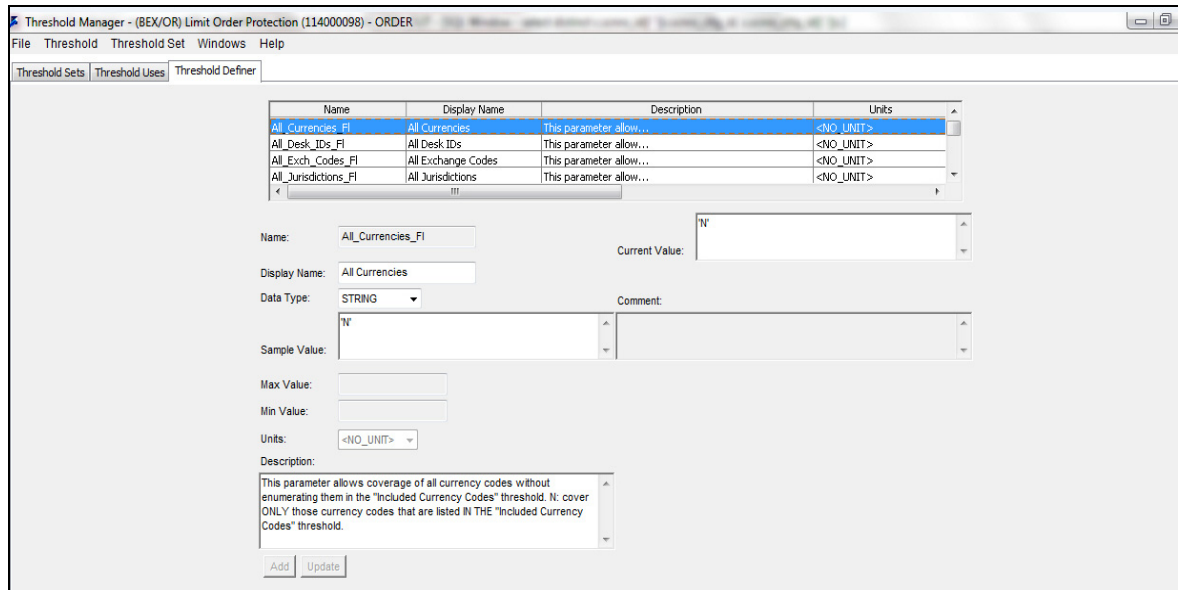 Threshold Manager - (BEX/OR) Limit Order Protection (114000098) - ORDER
File Threshold Threshold Set Windows Help
Threshold Sets Threshold Uses Threshold Definer
Name Display Name Description Units
All_Currencies_Fl All Currencies This parameter allow... <NO_UNIT>
All_Desk_IDs_Fl All Desk IDs This parameter allow... <NO_UNIT>
All_Exch_Codes_Fl All Exchange Codes This parameter allow... <NO_UNIT>
All_Jurisdictions_Fl All Jurisdictions This parameter allow... <NO_UNIT>
Name: All_Currencies_Fl
Current Value: 'N'
Display Name: All Currencies
Data Type: STRING
Comment:
Sample Value: 'N'
Max Value:
Min Value:
Units: <NO_UNIT>
Description:
This parameter allows coverage of all currency codes without
enumerating them in the "Included Currency Codes" threshold. N: cover
ONLY those currency codes that are listed IN THE "Included Currency
Codes" threshold.
Add Update